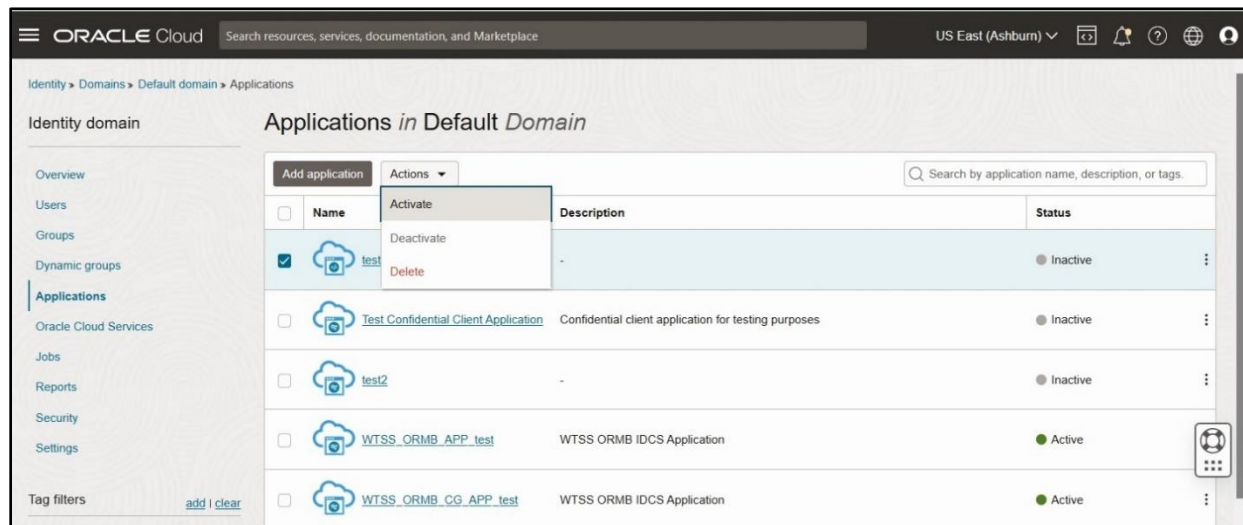 ORACLE Cloud
Search resources, services, documentation, and Marketplace
US East (Ashburn)
Identity » Domains » Default domain » Applications
Identity domain
Overview
Users
Groups
Dynamic groups
Applications
Oracle Cloud Services
Jobs
Reports
Security
Settings
Tag filters add | clear
Applications in Default Domain
Add application Actions
Search by application name, description, or tags.
Activate
Deactivate
Delete
Name Description Status
test - Inactive
Test Confidential Client Application Confidential client application for testing purposes Inactive
test2 - Inactive
WTSS_ORMB_APP_test WTSS ORMB IDCS Application Active
WTSS_ORMB_CG_APP_test WTSS ORMB IDCS Application Active